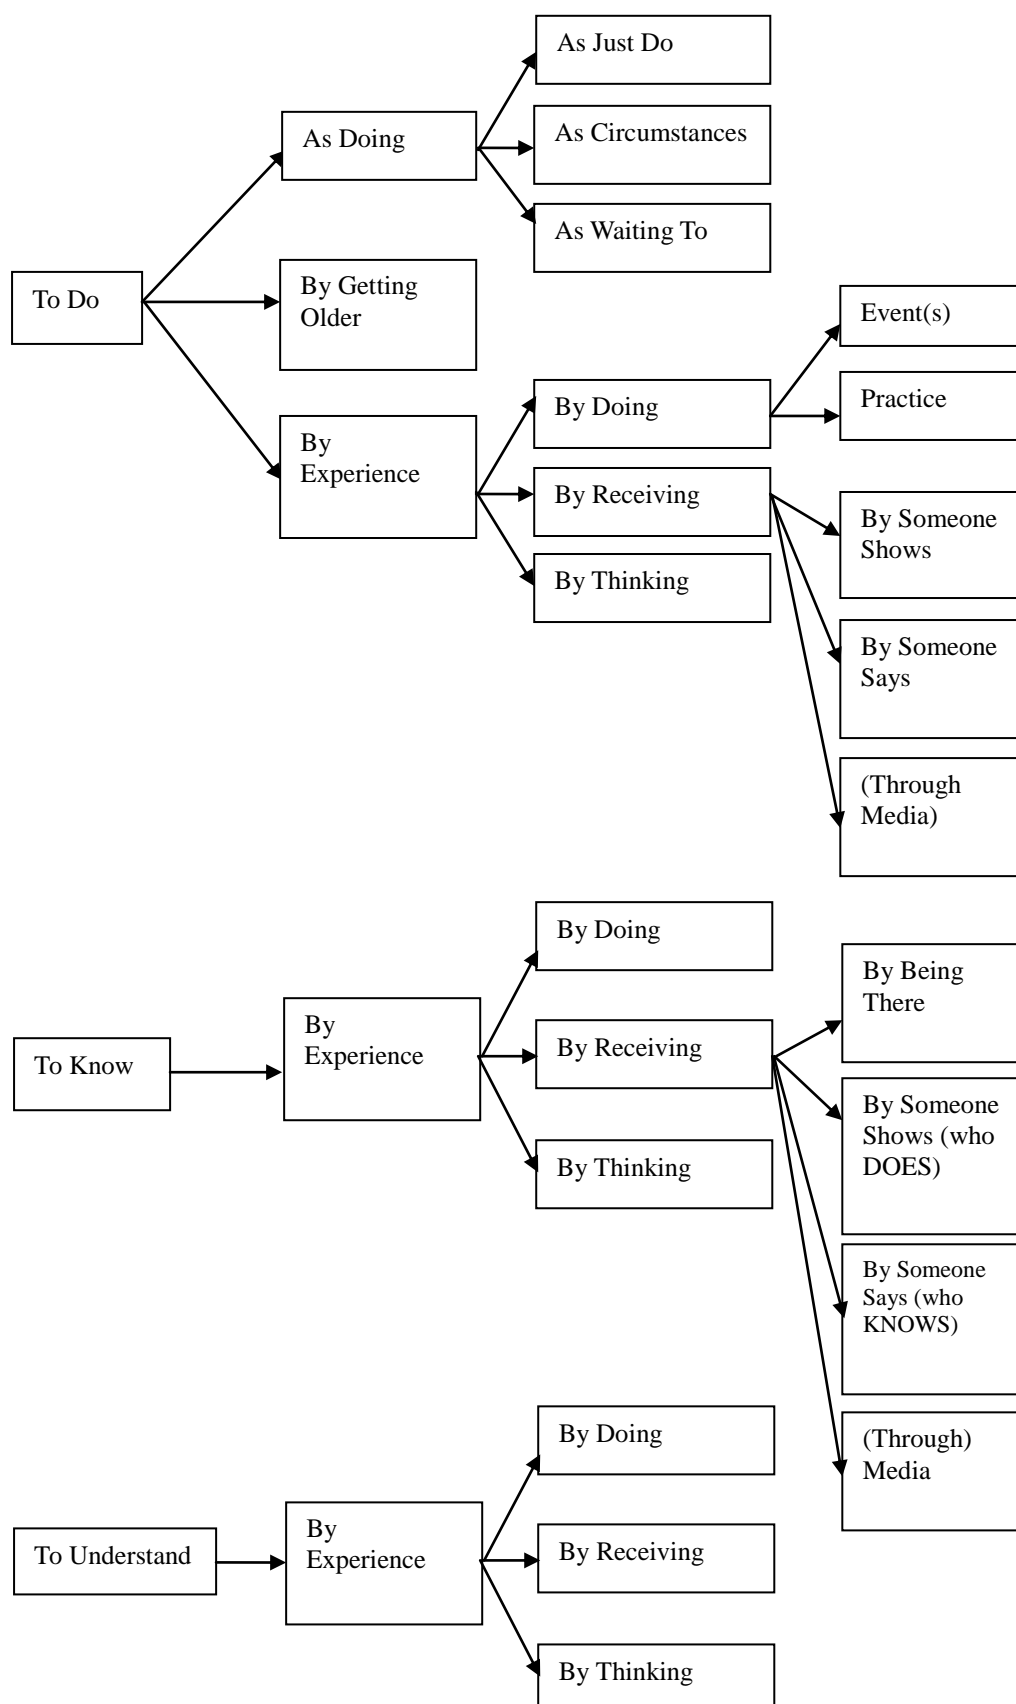 As Just Do
As Doing
As Circumstances
As Waiting To
To Do
By Getting
Older
Event(s)
By
Experience
By Doing
Practice
By Receiving
By Someone
Shows
By Thinking
By Someone
Says
(Through
Media)
By Doing
By Being
There
To Know
By
Experience
By Receiving
By Someone
Shows (who
DOES)
By Thinking
By Someone
Says (who
KNOWS)
By Doing
(Through)
Media
To Understand
By
Experience
By Receiving
By Thinking